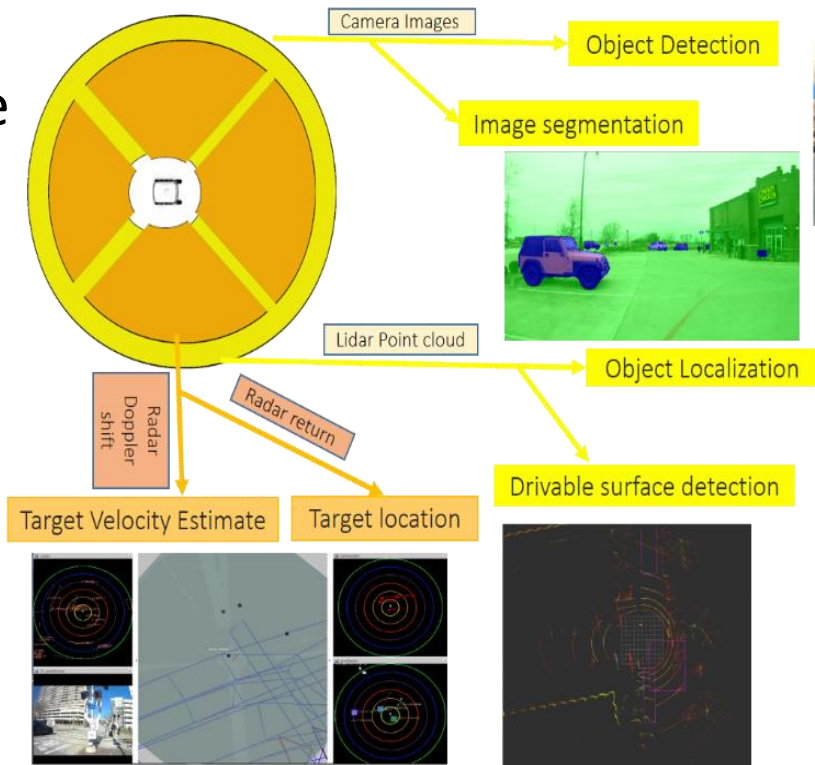 e
Camera Images
Object Detection
Image segmentation
Lidar Point cloud
Object Localization
Radar
Doppler
shift
Radar return
Drivable surface detection
Target Velocity Estimate
Target location